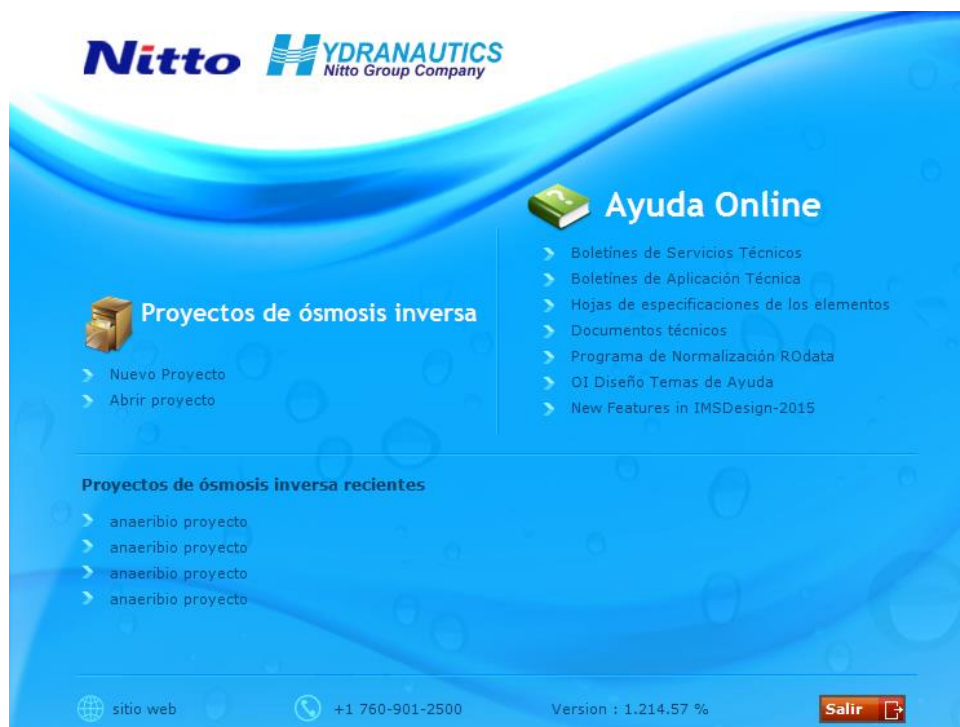 Nitto HYDRANAUTICS
Nitto Group Company
Ayuda Online
Boletínes de Servicios Técnicos
Boletínes de Aplicación Técnica
Hojas de especificaciones de los elementos
Documentos técnicos
Programa de Normalización ROdata
OI Diseño Temas de Ayuda
New Features in IMSDesign-2015
Proyectos de ósmosis inversa
Nuevo Proyecto
Abrir proyecto
Proyectos de ósmosis inversa recientes
anaeribio proyecto
anaeribio proyecto
anaeribio proyecto
anaeribio proyecto
sitio web +1 760-901-2500 Version : 1.214.57 % Salir